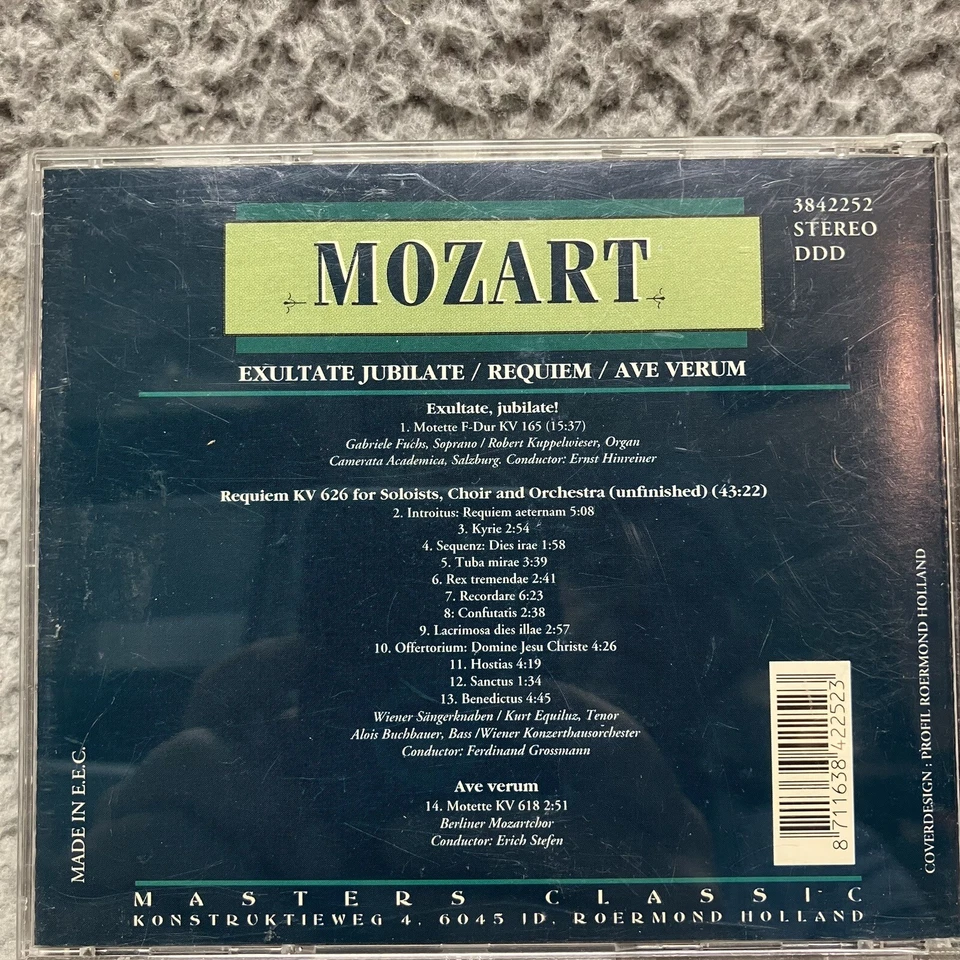 3842252
STEREO
DDD
MOZART
EXULTATE JUBILATE / REQUIEM / AVE VERUM
Exultate, jubilate!
1. Motette F-Dur KV 165 (15:37)
Gabriele Fuchs, Soprano / Robert Kuppelwieser, Organ
Camerata Academica, Salzburg. Conductor: Ernst Hinreiner
Requiem KV 626 for Soloists, Choir and Orchestra (unfinished) (43:22)
2. Introitus: Requiem aeternam 5:08
3. Kyrie 2:54
4. Sequenz: Dies irae 1:58
5. Tuba mirae 3:39
6. Rex tremendae 2:41
7. Recordare 6:23
8: Confutatis 2:38
9. Lacrimosa dies illae 2:57
10. Offertorium: Domine Jesu Christe 4:26
11. Hostias 4:19
12. Sanctus 1:34
13. Benedictus 4:45
Wiener Sängerknaben / Kurt Equiluz, Tenor
Alois Buchbauer, Bass /Wiener Konzerthausorchester
Conductor: Ferdinand Grossmann
Ave verum
14. Motette KV 618 2:51
Berliner Mozartchor
Conductor: Erich Stefen
MADE IN E.E.C.
8 711638 422523
COVERDESIGN : PROFIL ROERMOND HOLLAND
MASTERS CLASSIC
KONSTRUKTIEWEG 4, 6045 JD, ROERMOND HOLLAND